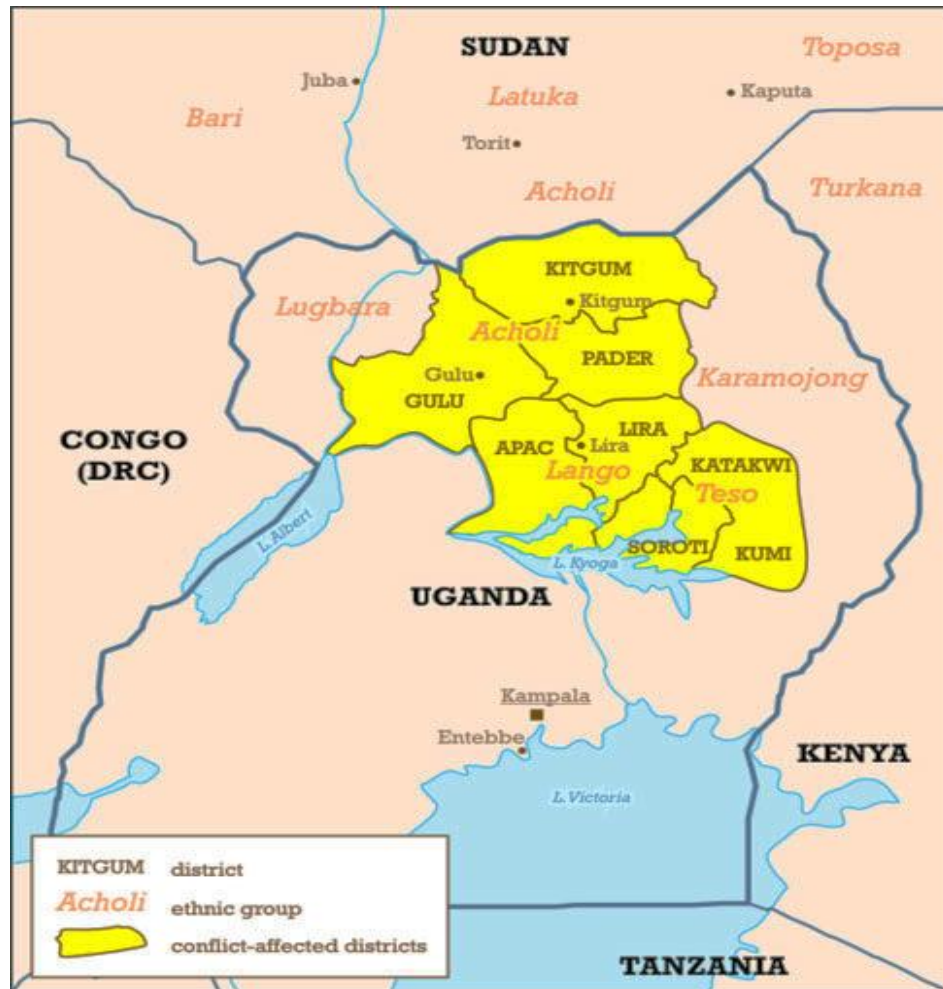 SUDAN
Toposa
Juba
Latuka
Kaputa
Bari
Torit
Acholi
Turkana
KITGUM
Lugbara
Kitgum
Acholi
PADER
Gulu
Karamojong
GULU
CONGO
(DRC)
APAC
LIRA
Lira
Lango
KATAKWI
Teso
L. Albert
SOROTI
KUMI
L. Kyoga
UGANDA
Kampala
Entebbe
KENYA
L. Victoria
KITGUM district
Acholi ethnic group
conflict-affected districts
TANZANIA